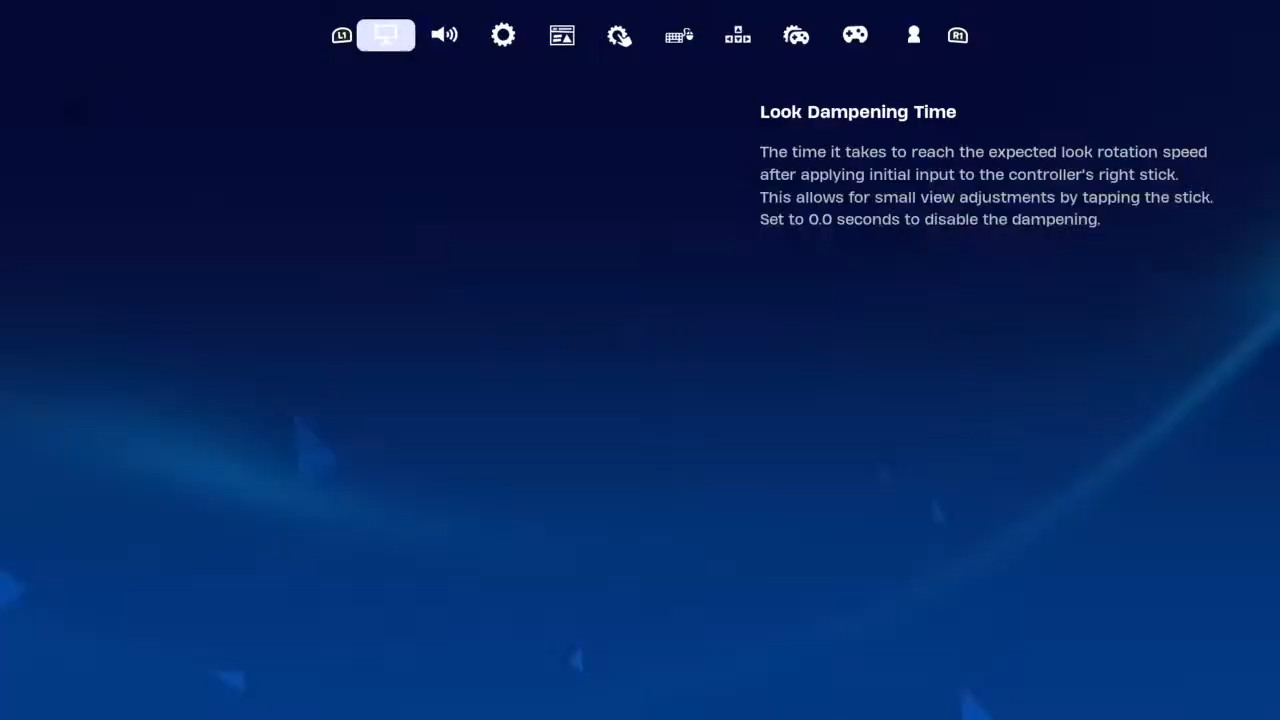 L1
R1
Look Dampening Time
The time it takes to reach the expected look rotation speed
after applying initial input to the controller's right stick.
This allows for small view adjustments by tapping the stick.
Set to 0.0 seconds to disable the dampening.